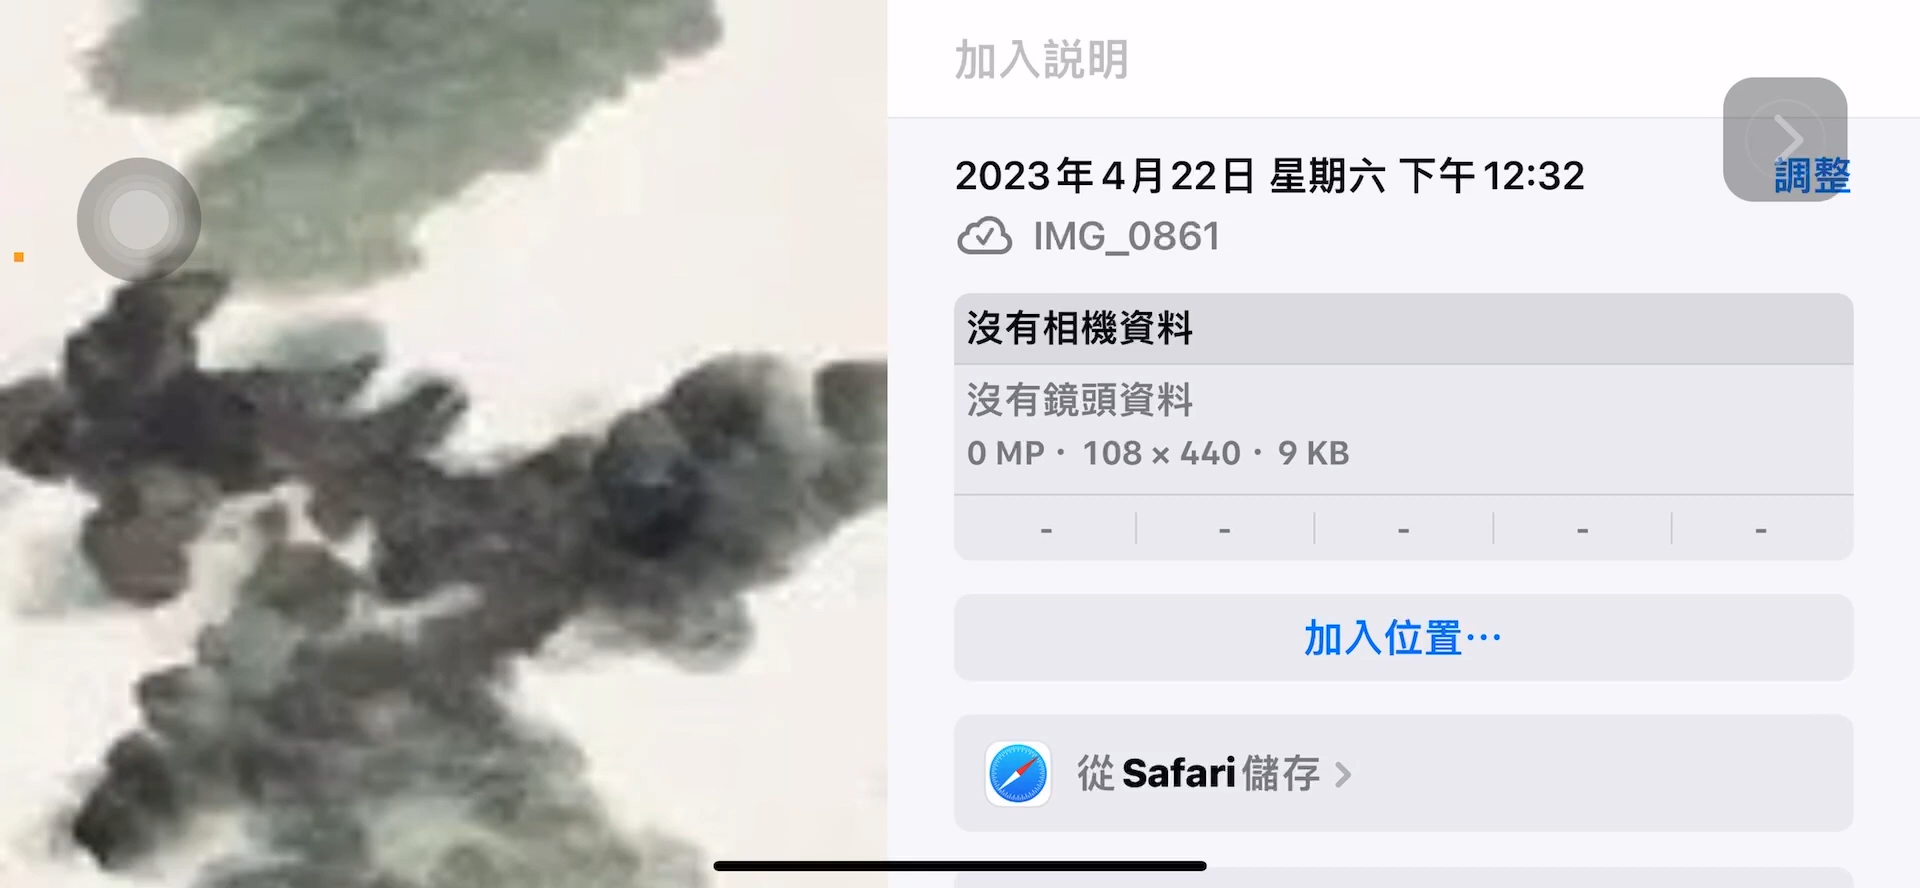 加入説明
2023年4月22日 星期六 下午12:32
調整
IMG_0861
沒有相機資料
沒有鏡頭資料
0 MP · 108 × 440 · 9 KB
- - - - -
加入位置…
從 Safari 儲存